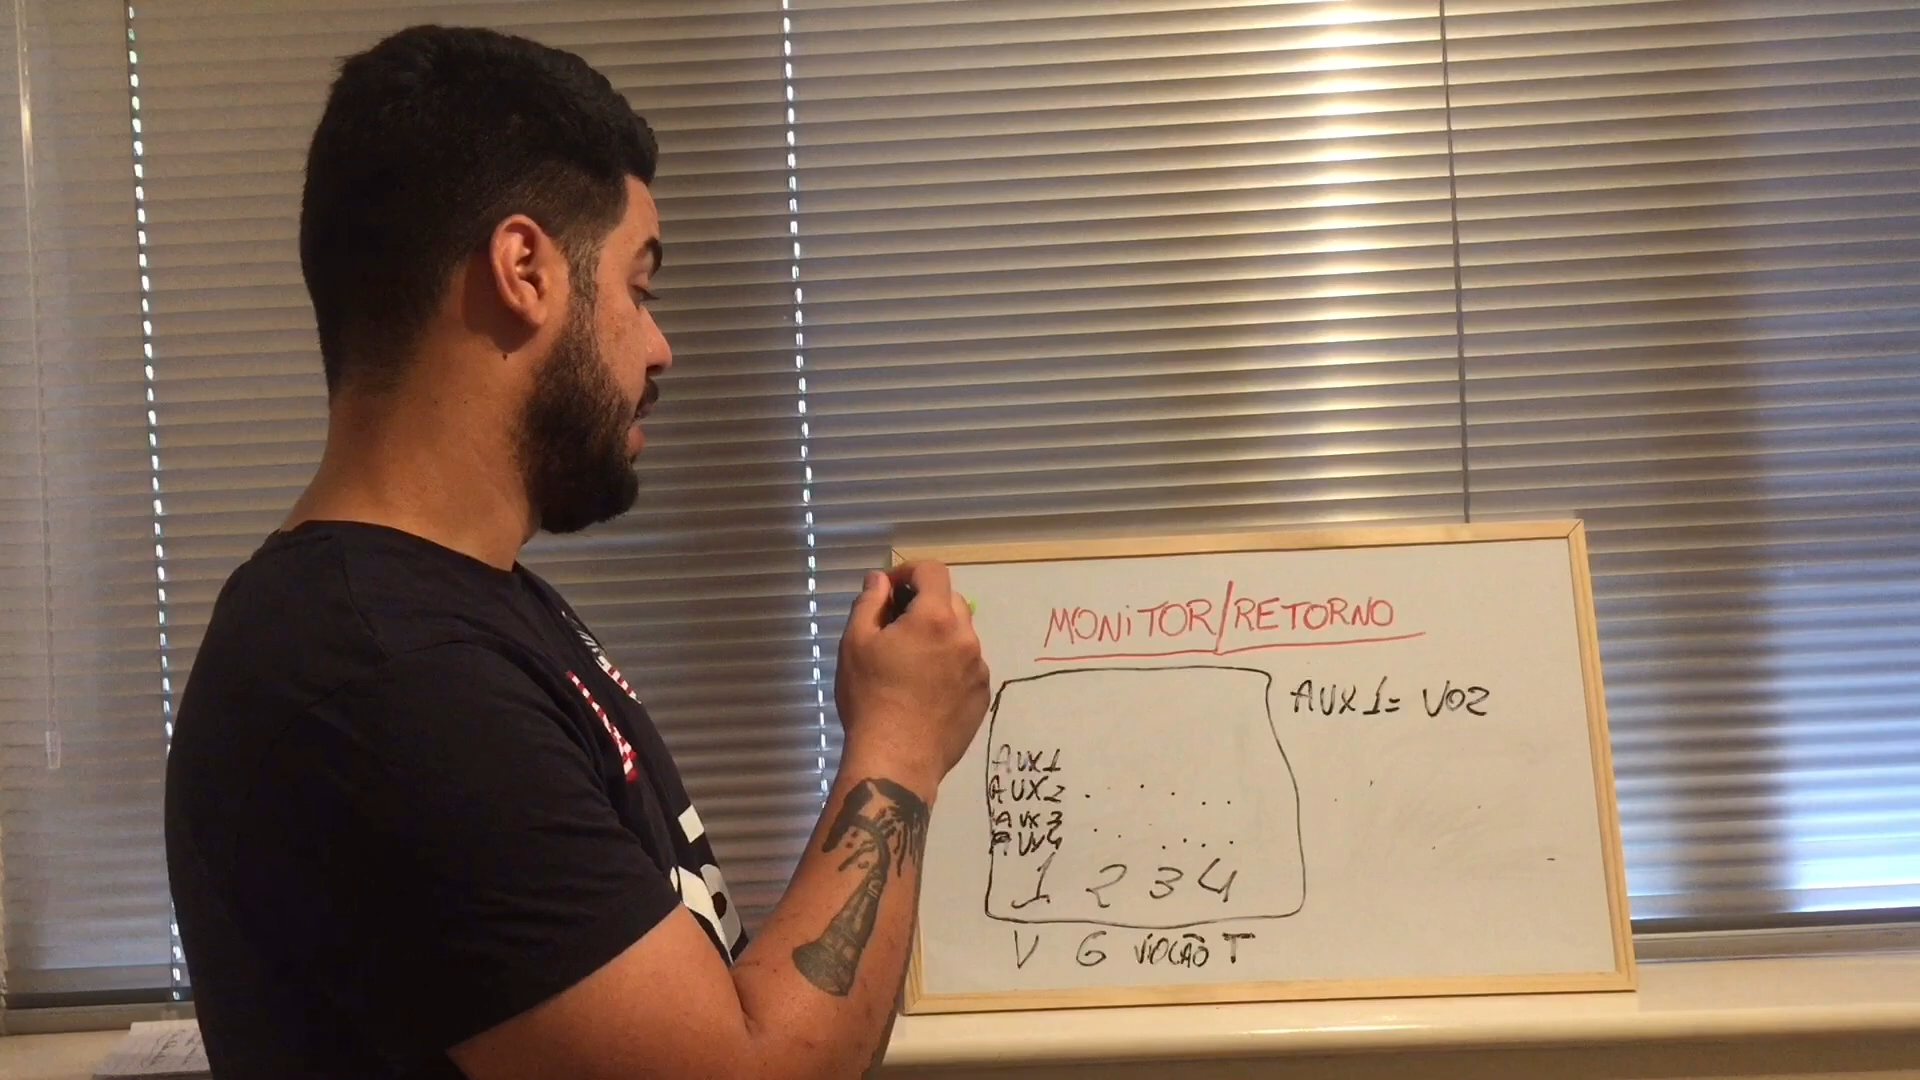 MONiTOR/RETORNO
AUX1= VOZ
AUX1
AUX2
AUX3
AUX4
1 2 3 4
V G VIOLÃO T